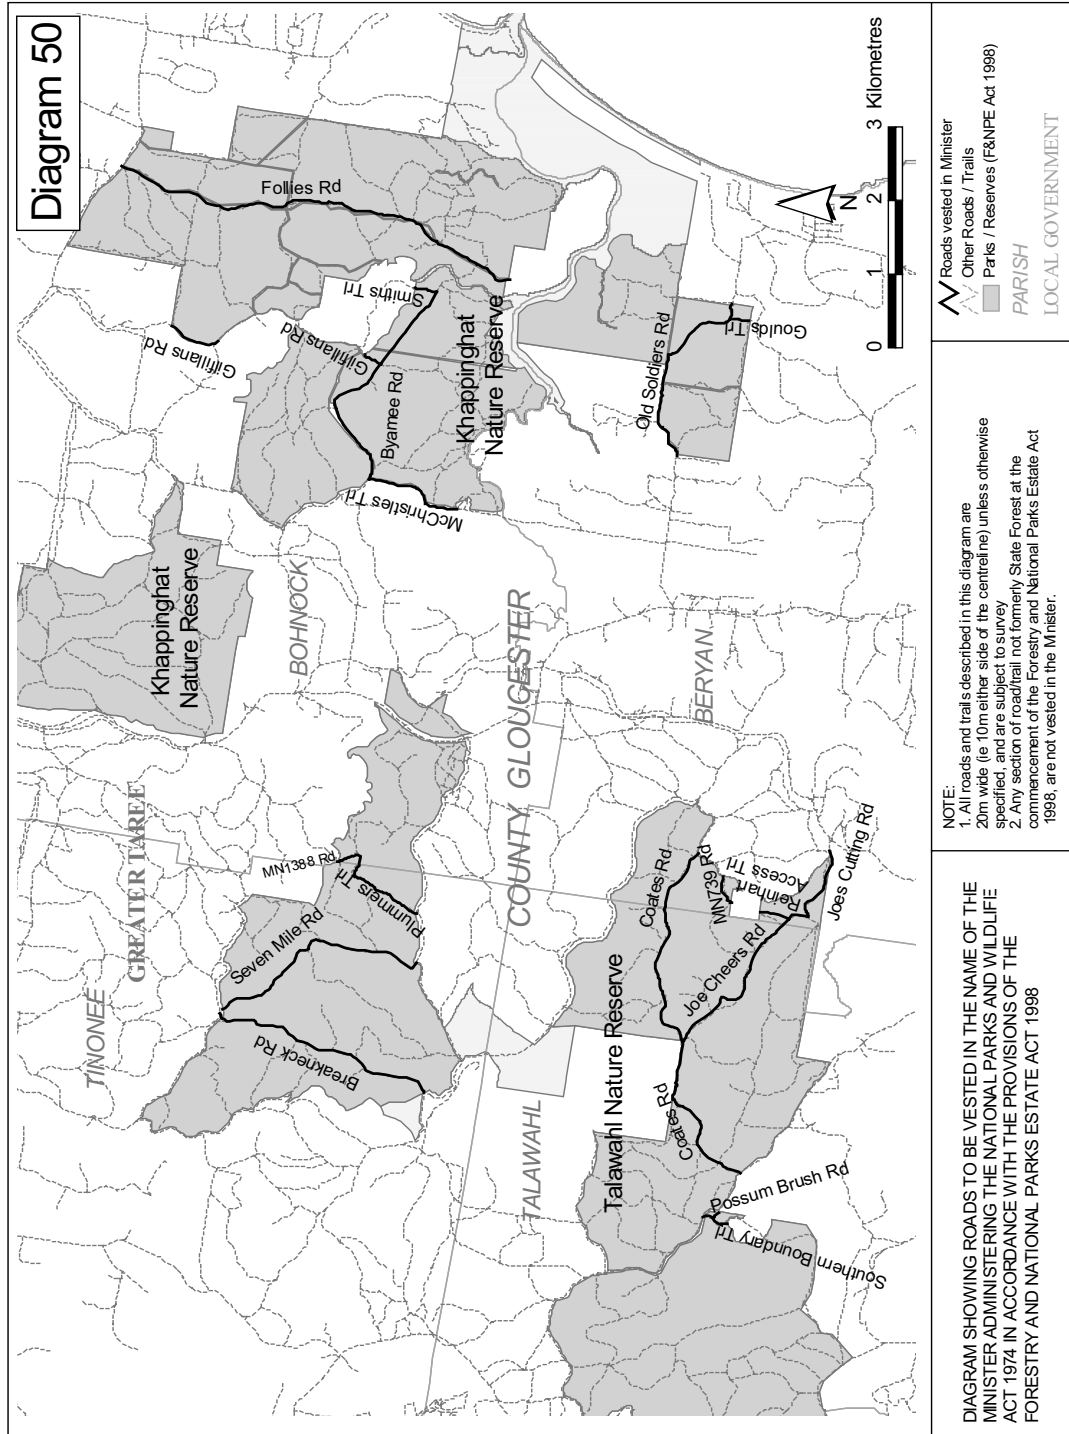 Diagram 50
Follies Rd
Giffillans Rd
Smiths Trl
Giffillans Rd
Byamee Rd
Khappinghat
Nature Reserve
McChristles Trl
Old Soldiers Rd
Goulds Trl
Khappinghat
Nature Reserve
BOHNOCK
COUNTY GLOUCESTER
BERYAN
GREATER TAREE
TINONEE
MN1388 Rd
Plummers Trl
Seven Mile Rd
Breakneck Rd
TALAWAHL
Talawahl Nature Reserve
Coates Rd
MN739 Rd
Reinhart
Access Trl
Joes Cutting Rd
Joe Cheers Rd
Coates Rd
Possum Brush Rd
Southern Boundary Trl
N
0 1 2 3 Kilometres
DIAGRAM SHOWING ROADS TO BE VESTED IN THE NAME OF THE
MINISTER ADMINISTERING THE NATIONAL PARKS AND WILDLIFE
ACT 1974 IN ACCORDANCE WITH THE PROVISIONS OF THE
FORESTRY AND NATIONAL PARKS ESTATE ACT 1998
NOTE:
1. All roads and trails described in this diagram are
20m wide (ie 10m either side of the centreline) unless otherwise
specified, and are subject to survey
2. Any section of road/trail not formerly State Forest at the
commencement of the Forestry and National Parks Estate Act
1998, are not vested in the Minister.
Roads vested in Minister
Other Roads / Trails
Parks / Reserves (F&NPE Act 1998)
PARISH
LOCAL GOVERNMENT